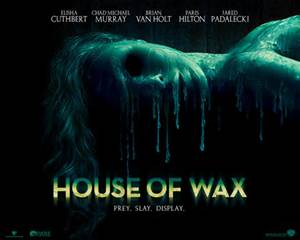 ELISHA CUTHBERT
CHAD MICHAEL MURRAY
BRIAN VAN HOLT
PARIS HILTON
JARED PADALECKI
HOUSE OF WAX
PREY. SLAY. DISPLAY.